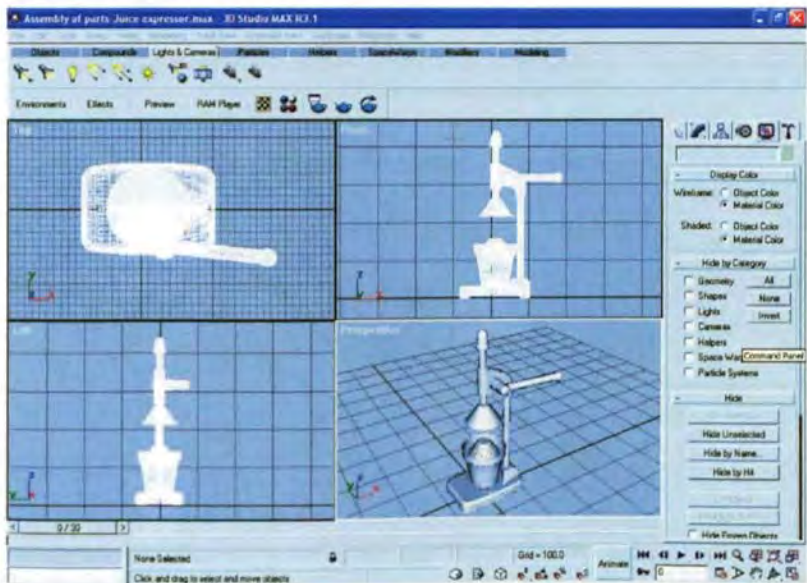 Assembly of parts Juice expresser.max - 3D Studio MAX R3.1
Objects Compounds Lights & Cameras Particles Helpers Modifiers Modeling
Environments Effects Preview RAM Player
Top
Front
Display Color
Wireframe: Object Color
Material Color
Shaded: Object Color
Material Color
Hide by Category
Geometry All
Shapes None
Lights Invert
Cameras
Helpers
Space War Command Panel
Particle Systems
Left
Perspective
Hide
Hide Unselected
Hide by Name...
Hide by Hit
Hide Frozen Objects
0 / 30
None Selected Grid = 100.0 Animate
Click and drag to select and move objects
0